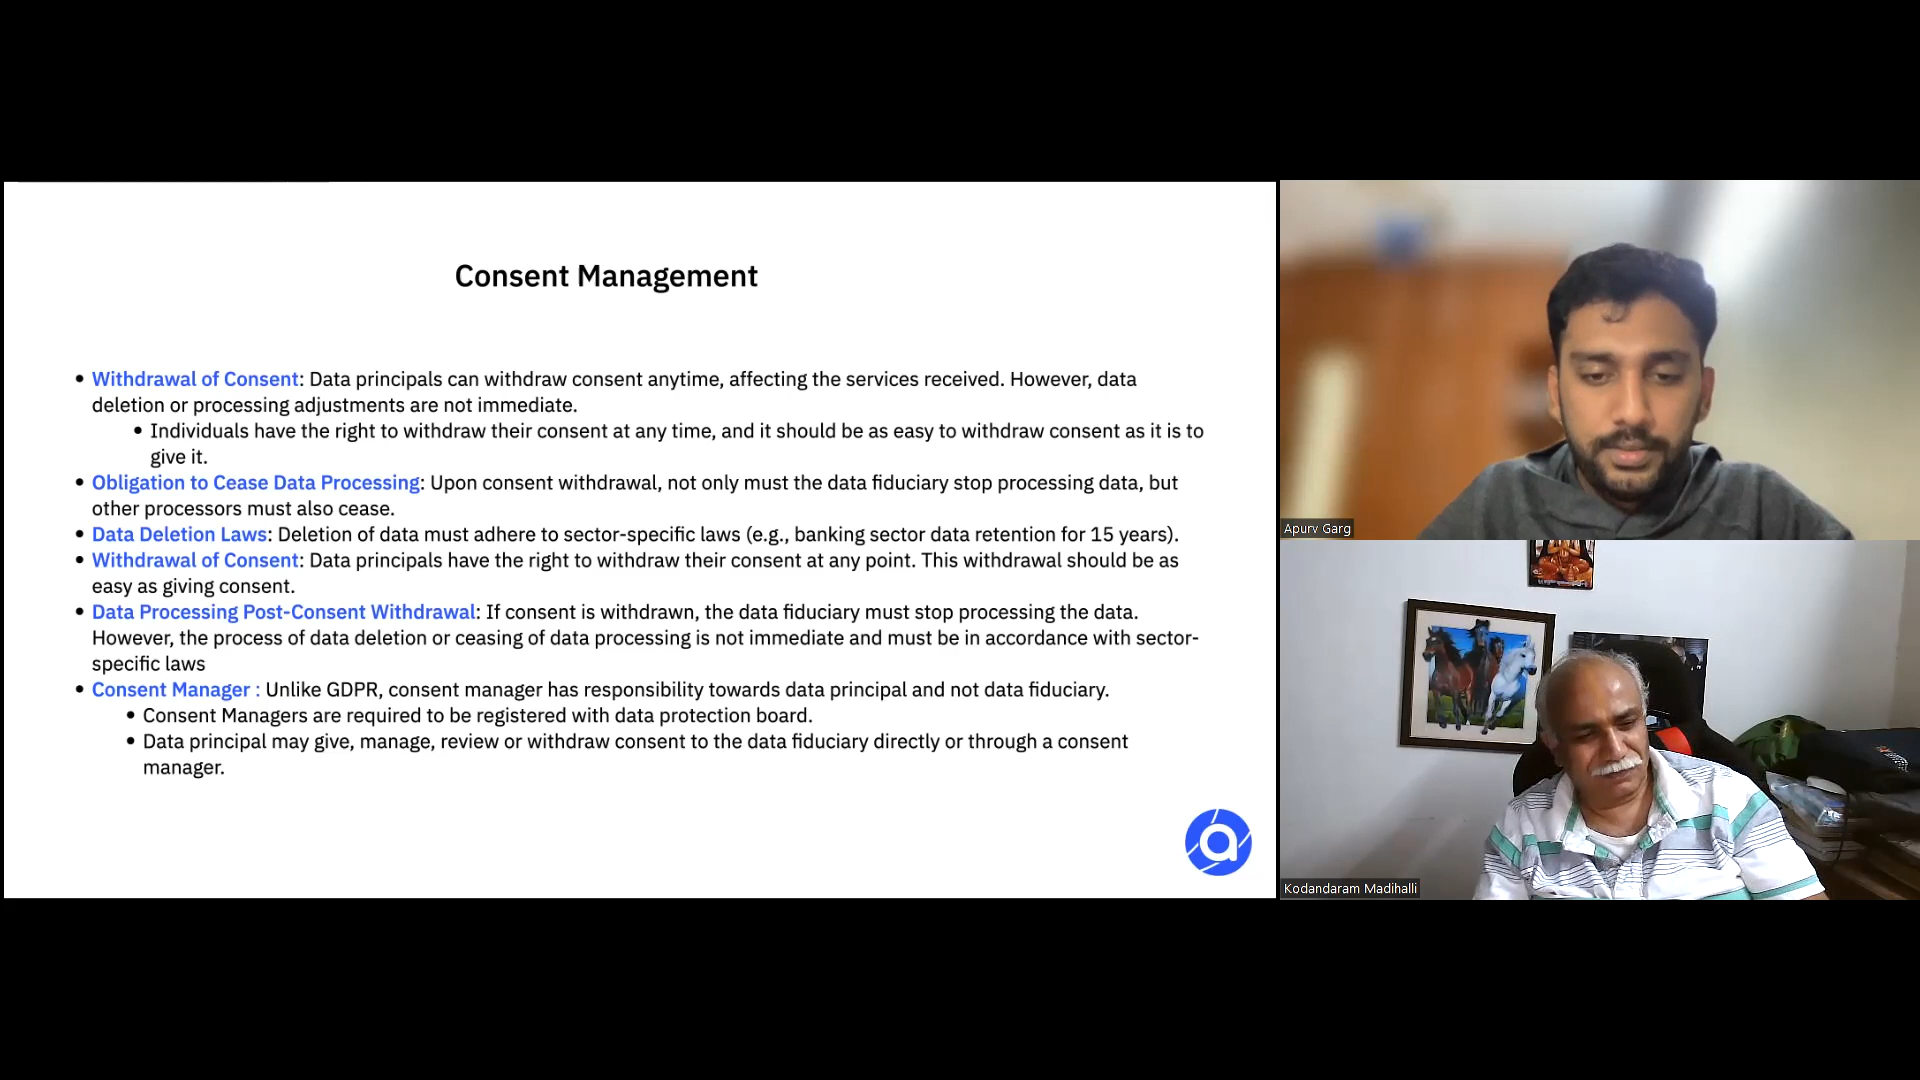 Consent Management
• Withdrawal of Consent: Data principals can withdraw consent anytime, affecting the services received. However, data
deletion or processing adjustments are not immediate.
• Individuals have the right to withdraw their consent at any time, and it should be as easy to withdraw consent as it is to
give it.
• Obligation to Cease Data Processing: Upon consent withdrawal, not only must the data fiduciary stop processing data, but
other processors must also cease.
• Data Deletion Laws: Deletion of data must adhere to sector-specific laws (e.g., banking sector data retention for 15 years).
• Withdrawal of Consent: Data principals have the right to withdraw their consent at any point. This withdrawal should be as
easy as giving consent.
• Data Processing Post-Consent Withdrawal: If consent is withdrawn, the data fiduciary must stop processing the data.
However, the process of data deletion or ceasing of data processing is not immediate and must be in accordance with sector-
specific laws
• Consent Manager : Unlike GDPR, consent manager has responsibility towards data principal and not data fiduciary.
• Consent Managers are required to be registered with data protection board.
• Data principal may give, manage, review or withdraw consent to the data fiduciary directly or through a consent
manager.
a
Apurv Garg
Kodandaram Madihalli